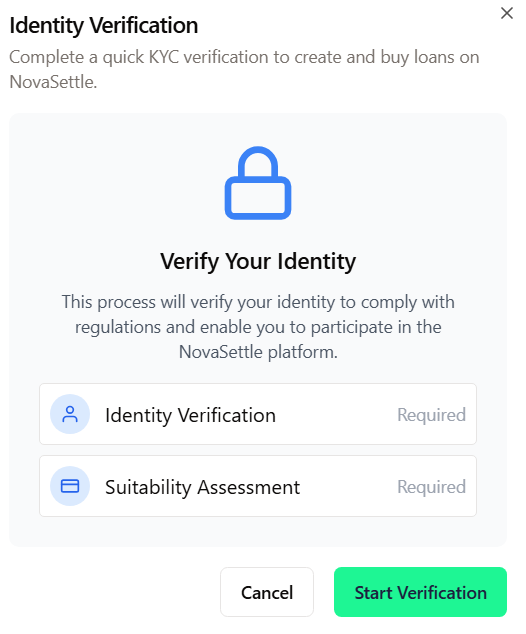 Identity Verification
Complete a quick KYC verification to create and buy loans on
NovaSettle.
Verify Your Identity
This process will verify your identity to comply with
regulations and enable you to participate in the
NovaSettle platform.
Identity Verification Required
Suitability Assessment Required
Cancel Start Verification